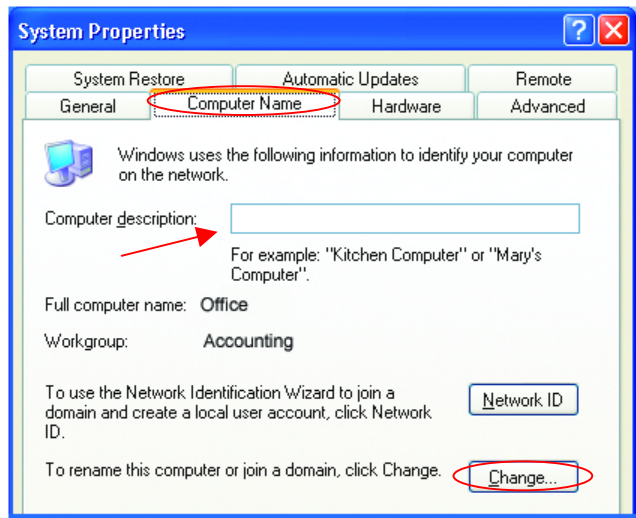 System Properties
System Restore Automatic Updates Remote
General Computer Name Hardware Advanced
Windows uses the following information to identify your computer
on the network.
Computer description:
For example: "Kitchen Computer" or "Mary's
Computer".
Full computer name: Office
Workgroup: Accounting
To use the Network Identification Wizard to join a
domain and create a local user account, click Network
ID.
Network ID
To rename this computer or join a domain, click Change.
Change...